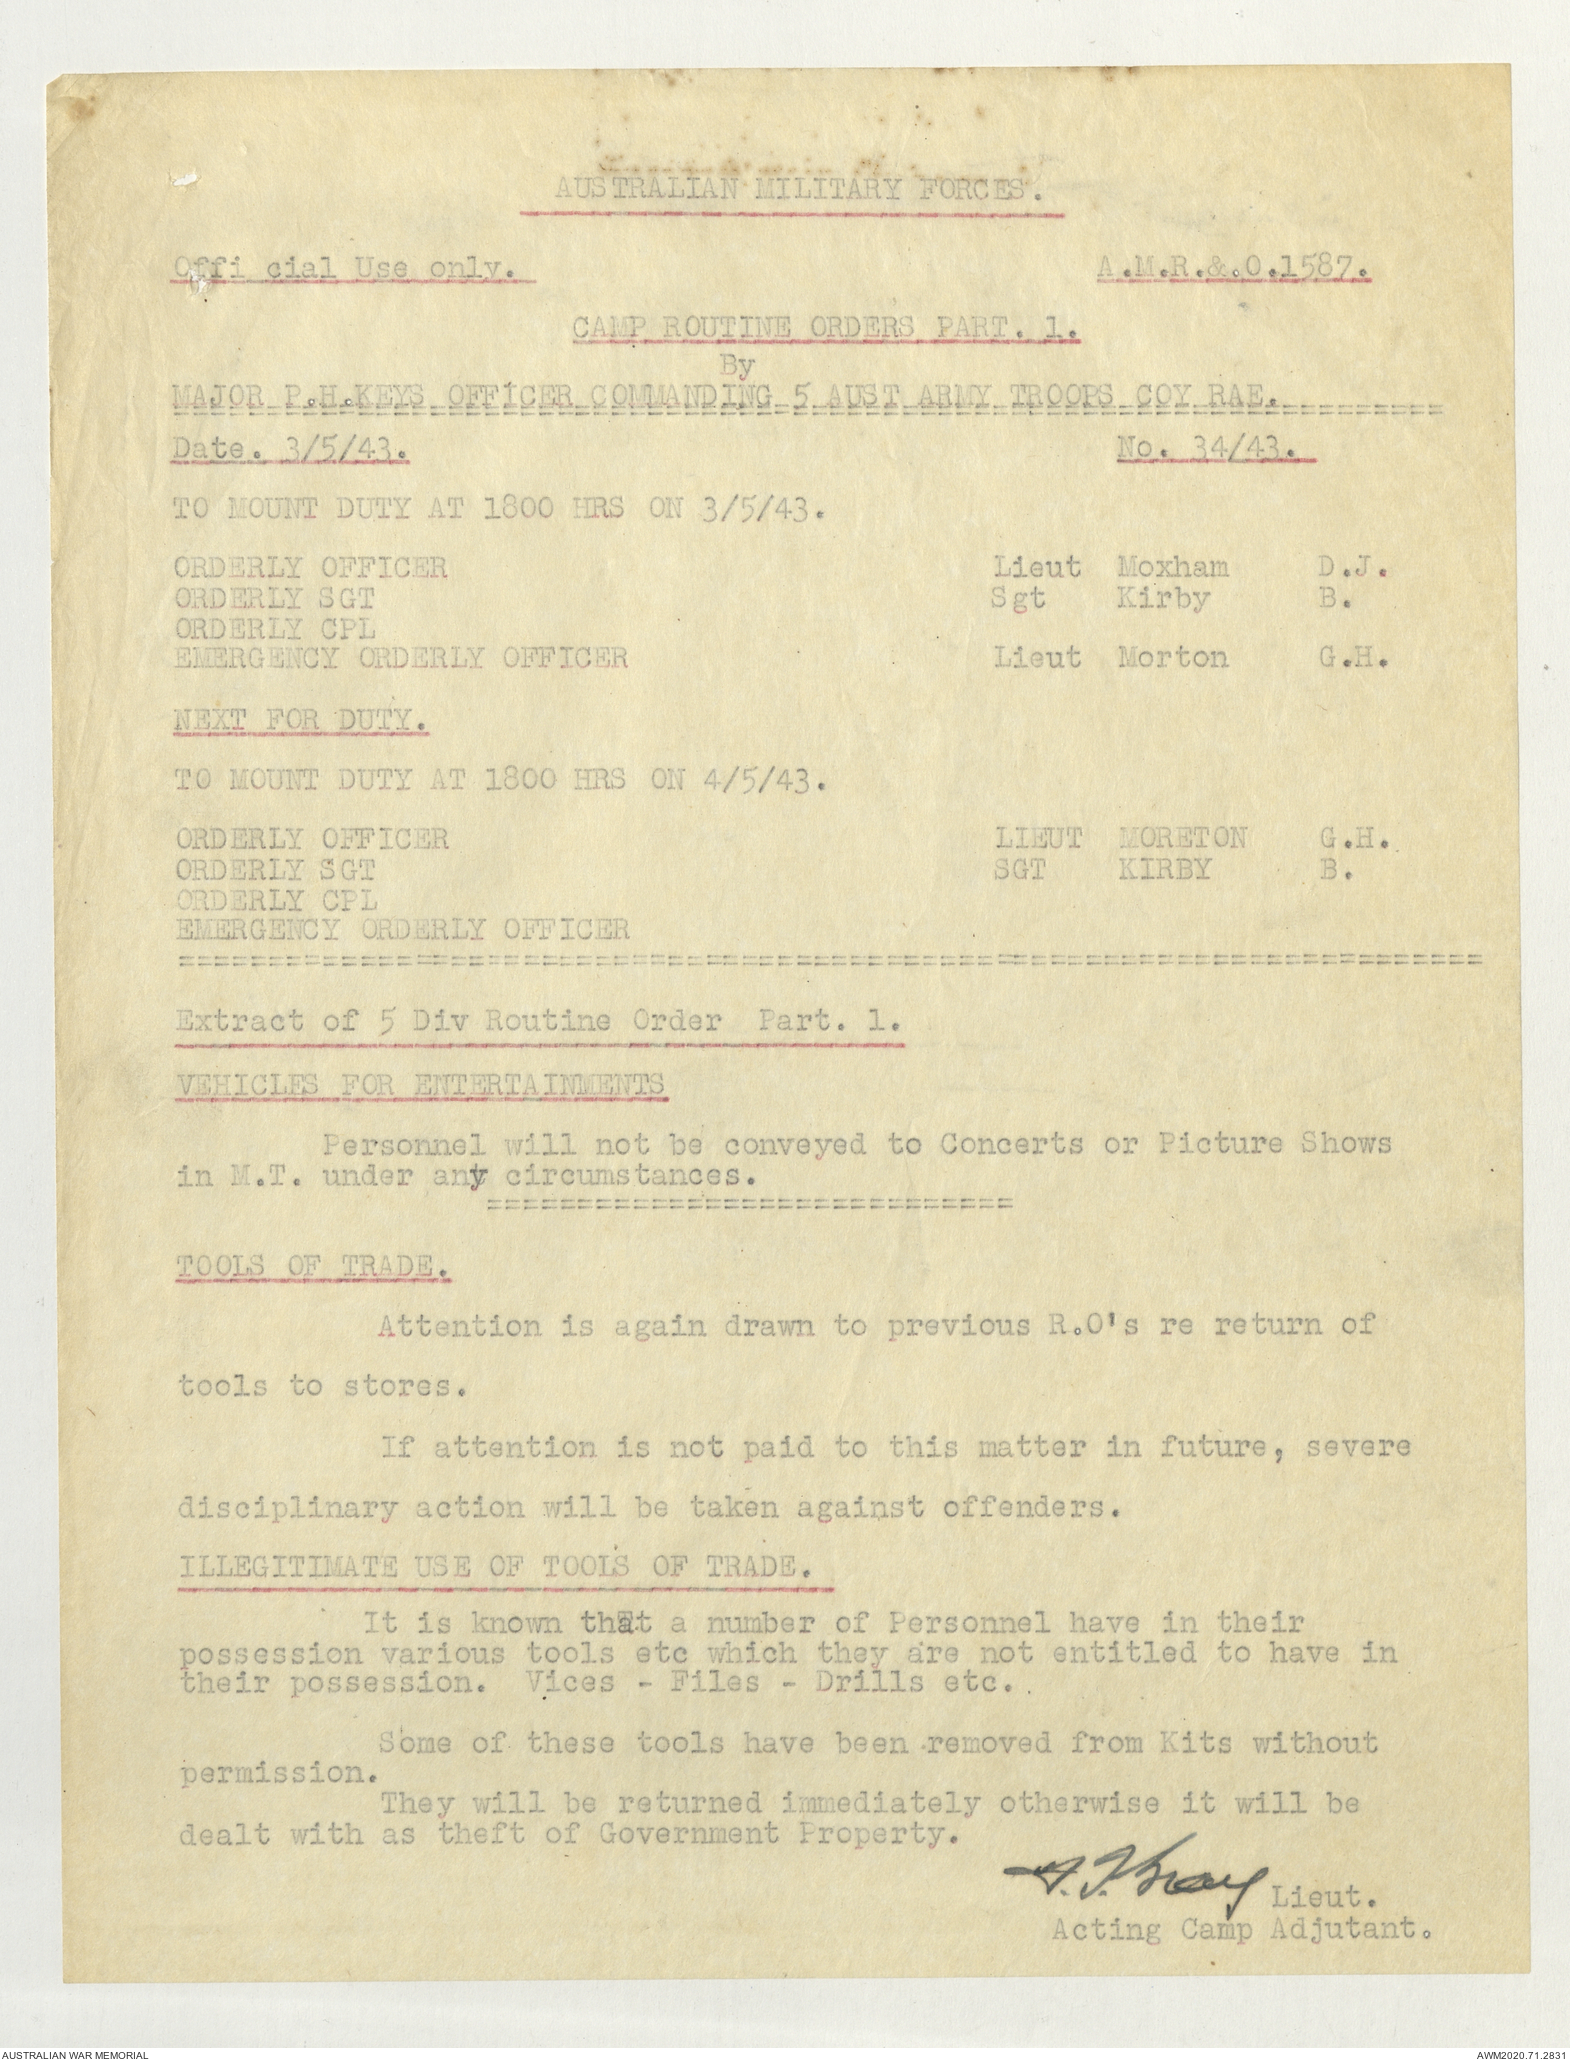 AUSTRALIAN MILITARY FORCES.
Offi cial Use only. A.M.R.&.O.1587.
CAMP ROUTINE ORDERS PART. 1.
By
MAJOR P.H.KEYS OFFICER COMMANDING 5 AUST ARMY TROOPS COY RAE.
Date. 3/5/43. No. 34/43.
TO MOUNT DUTY AT 1800 HRS ON 3/5/43.
ORDERLY OFFICER Lieut Moxham D.J.
ORDERLY SGT Sgt Kirby B.
ORDERLY CPL
EMERGENCY ORDERLY OFFICER Lieut Morton G.H.
NEXT FOR DUTY.
TO MOUNT DUTY AT 1800 HRS ON 4/5/43.
ORDERLY OFFICER LIEUT MORETON G.H.
ORDERLY SGT SGT KIRBY B.
ORDERLY CPL
EMERGENCY ORDERLY OFFICER
Extract of 5 Div Routine Order Part. 1.
VEHICLES FOR ENTERTAINMENTS
Personnel will not be conveyed to Concerts or Picture Shows
in M.T. under any circumstances.
TOOLS OF TRADE.
Attention is again drawn to previous R.O's re return of
tools to stores.
If attention is not paid to this matter in future, severe
disciplinary action will be taken against offenders.
ILLEGITIMATE USE OF TOOLS OF TRADE.
It is known that a number of Personnel have in their
possession various tools etc which they are not entitled to have in
their possession. Vices - Files - Drills etc.
Some of these tools have been removed from Kits without
permission.
They will be returned immediately otherwise it will be
dealt with as theft of Government Property.
Lieut.
Acting Camp Adjutant.
AUSTRALIAN WAR MEMORIAL AWM2020.71.2831